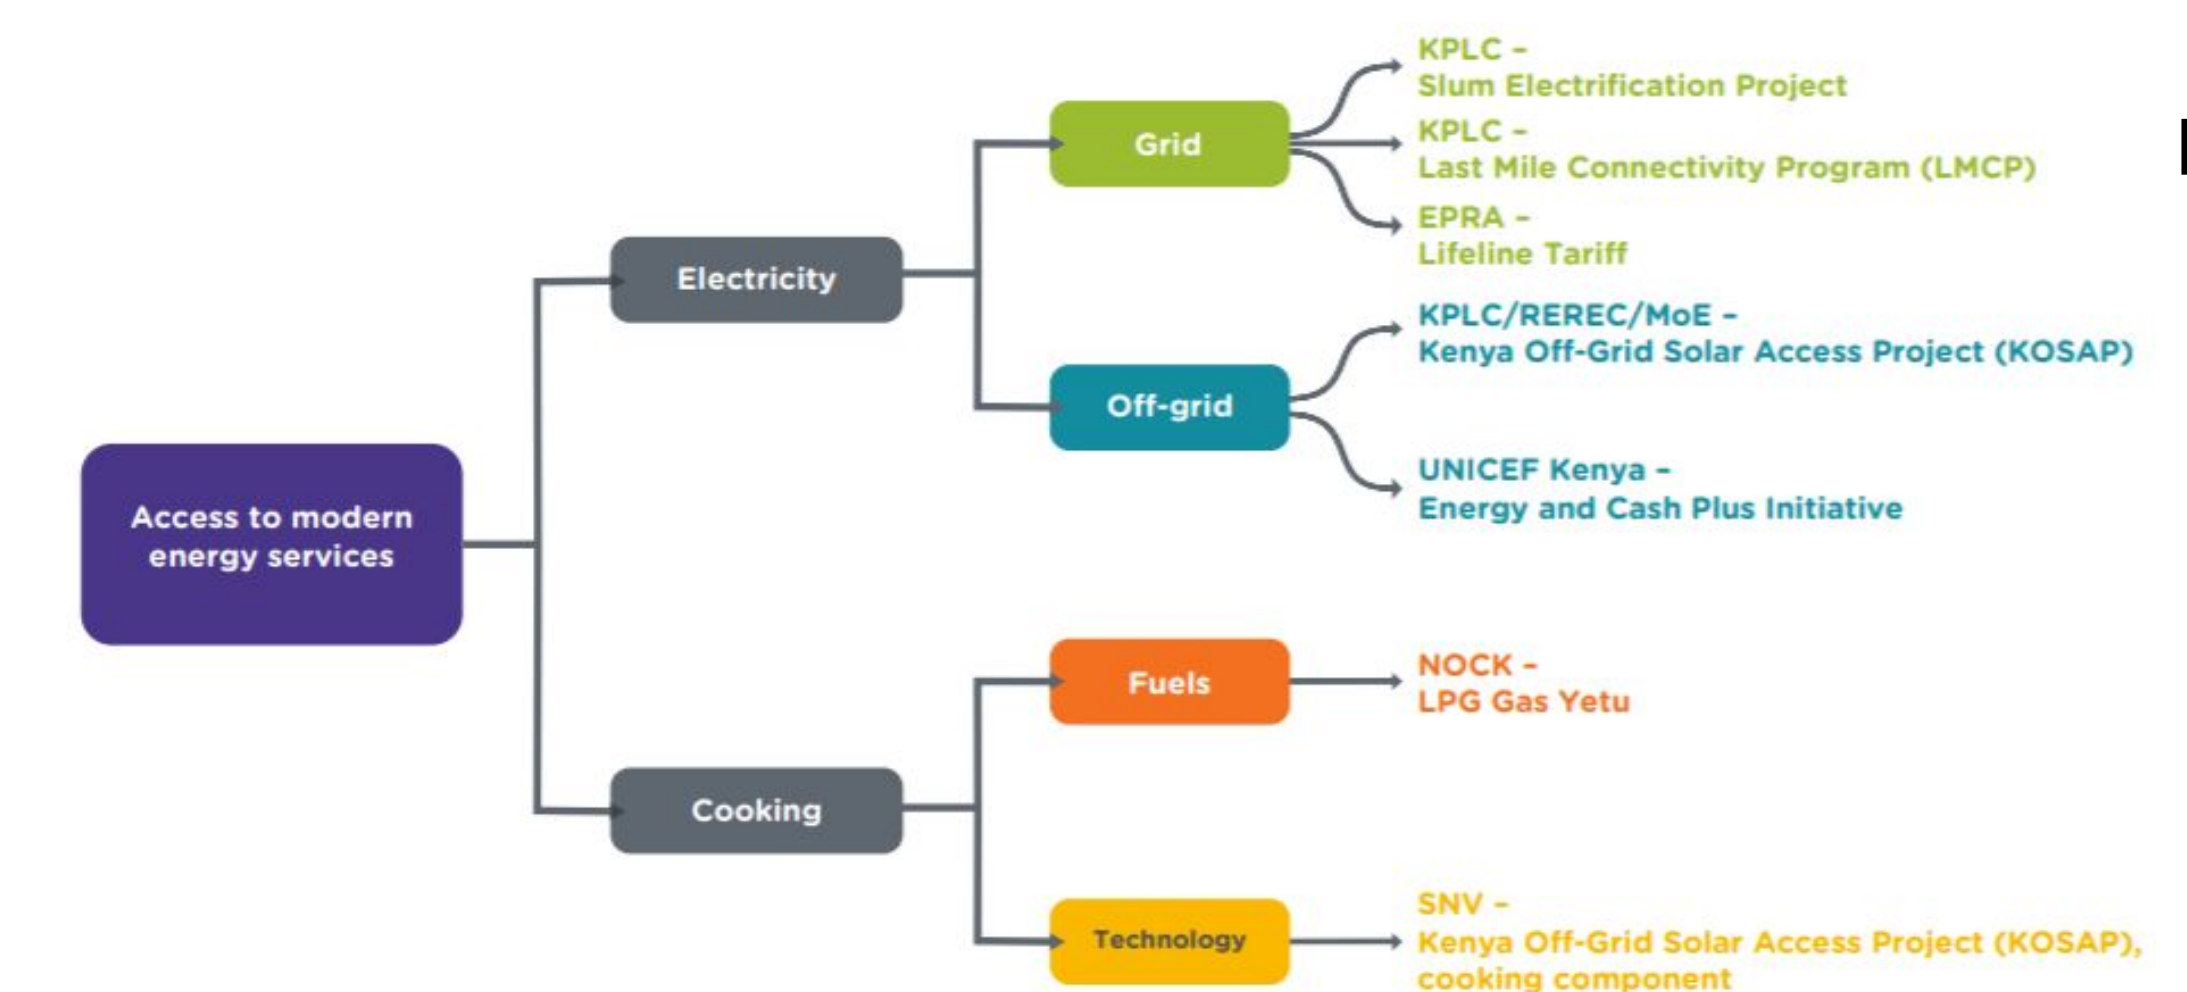 KPLC –
Slum Electrification Project
KPLC –
Last Mile Connectivity Program (LMCP)
EPRA –
Lifeline Tariff
Grid
Electricity
KPLC/REREC/MoE –
Kenya Off-Grid Solar Access Project (KOSAP)
Off-grid
UNICEF Kenya –
Energy and Cash Plus Initiative
Access to modern
energy services
NOCK –
LPG Gas Yetu
Fuels
Cooking
SNV –
Kenya Off-Grid Solar Access Project (KOSAP),
cooking component
Technology